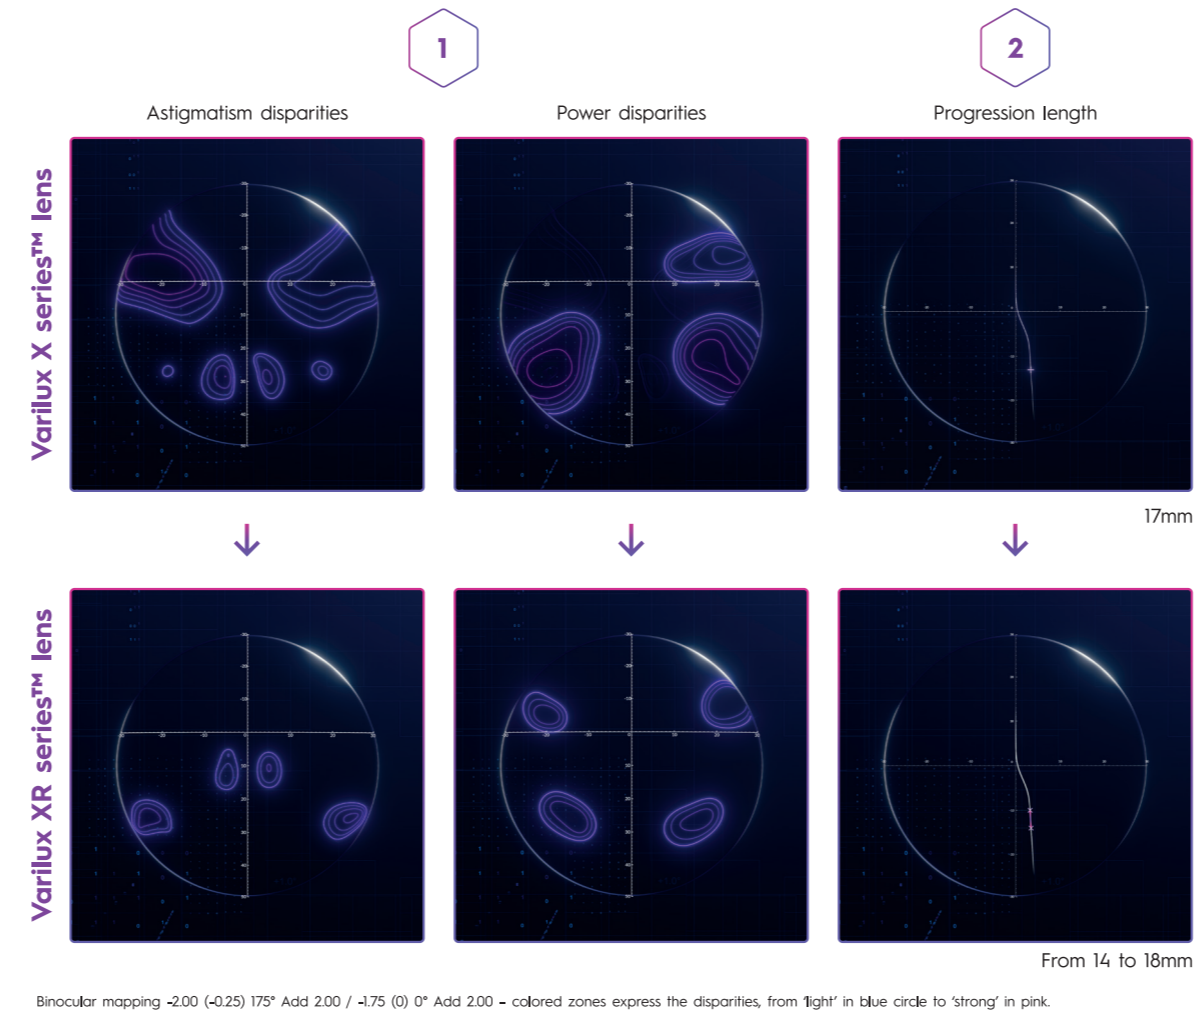 1
2
Astigmatism disparities
Power disparities
Progression length
Varilux X series™ lens
17mm
Varilux XR series™ lens
From 14 to 18mm
Binocular mapping -2.00 (-0.25) 175° Add 2.00 / -1.75 (0) 0° Add 2.00 – colored zones express the disparities, from 'light' in blue circle to 'strong' in pink.